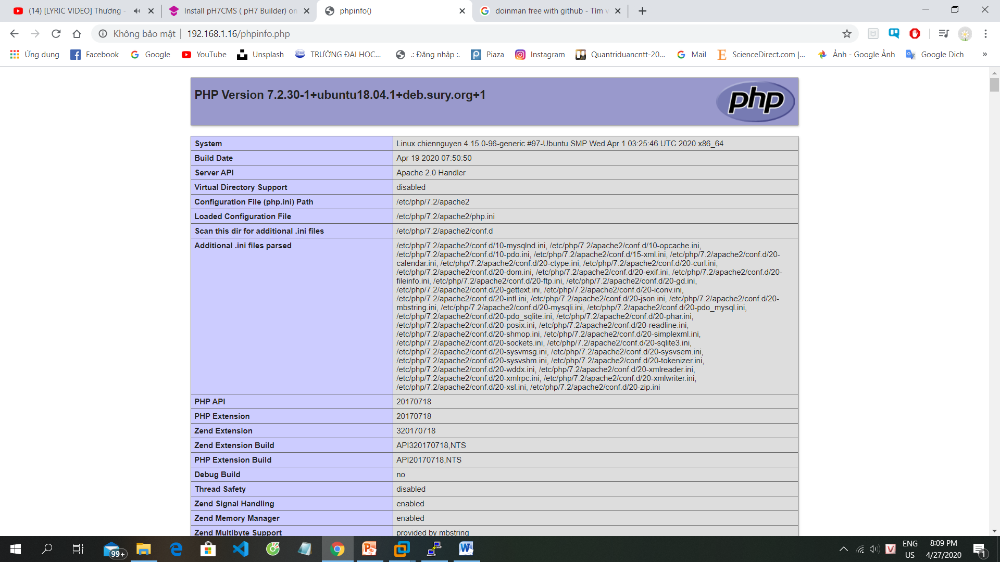 (14) [LYRIC VIDEO] Thương -
Install pH7CMS ( pH7 Builder) on
phpinfo()
doinman free with github - Tìm v
Không bảo mật | 192.168.1.16/phpinfo.php
Ứng dụng Facebook Google YouTube Unsplash TRƯỜNG ĐẠI HỌC... .: Đăng nhập :. Piaza Instagram Quantriduancntt-20... Mail ScienceDirect.com |... Ảnh - Google Ảnh Google Dịch »
PHP Version 7.2.30-1+ubuntu18.04.1+deb.sury.org+1
php
System Linux chiennguyen 4.15.0-96-generic #97-Ubuntu SMP Wed Apr 1 03:25:46 UTC 2020 x86_64
Build Date Apr 19 2020 07:50:50
Server API Apache 2.0 Handler
Virtual Directory Support disabled
Configuration File (php.ini) Path /etc/php/7.2/apache2
Loaded Configuration File /etc/php/7.2/apache2/php.ini
Scan this dir for additional .ini files /etc/php/7.2/apache2/conf.d
Additional .ini files parsed /etc/php/7.2/apache2/conf.d/10-mysqlnd.ini, /etc/php/7.2/apache2/conf.d/10-opcache.ini,
/etc/php/7.2/apache2/conf.d/10-pdo.ini, /etc/php/7.2/apache2/conf.d/15-xml.ini, /etc/php/7.2/apache2/conf.d/20-
calendar.ini, /etc/php/7.2/apache2/conf.d/20-ctype.ini, /etc/php/7.2/apache2/conf.d/20-curl.ini,
/etc/php/7.2/apache2/conf.d/20-dom.ini, /etc/php/7.2/apache2/conf.d/20-exif.ini, /etc/php/7.2/apache2/conf.d/20-
fileinfo.ini, /etc/php/7.2/apache2/conf.d/20-ftp.ini, /etc/php/7.2/apache2/conf.d/20-gd.ini,
/etc/php/7.2/apache2/conf.d/20-gettext.ini, /etc/php/7.2/apache2/conf.d/20-iconv.ini,
/etc/php/7.2/apache2/conf.d/20-intl.ini, /etc/php/7.2/apache2/conf.d/20-json.ini, /etc/php/7.2/apache2/conf.d/20-
mbstring.ini, /etc/php/7.2/apache2/conf.d/20-mysqli.ini, /etc/php/7.2/apache2/conf.d/20-pdo_mysql.ini,
/etc/php/7.2/apache2/conf.d/20-pdo_sqlite.ini, /etc/php/7.2/apache2/conf.d/20-phar.ini,
/etc/php/7.2/apache2/conf.d/20-posix.ini, /etc/php/7.2/apache2/conf.d/20-readline.ini,
/etc/php/7.2/apache2/conf.d/20-shmop.ini, /etc/php/7.2/apache2/conf.d/20-simplexml.ini,
/etc/php/7.2/apache2/conf.d/20-sockets.ini, /etc/php/7.2/apache2/conf.d/20-sqlite3.ini,
/etc/php/7.2/apache2/conf.d/20-sysvmsg.ini, /etc/php/7.2/apache2/conf.d/20-sysvsem.ini,
/etc/php/7.2/apache2/conf.d/20-sysvshm.ini, /etc/php/7.2/apache2/conf.d/20-tokenizer.ini,
/etc/php/7.2/apache2/conf.d/20-wddx.ini, /etc/php/7.2/apache2/conf.d/20-xmlreader.ini,
/etc/php/7.2/apache2/conf.d/20-xmlrpc.ini, /etc/php/7.2/apache2/conf.d/20-xmlwriter.ini,
/etc/php/7.2/apache2/conf.d/20-xsl.ini, /etc/php/7.2/apache2/conf.d/20-zip.ini
PHP API 20170718
PHP Extension 20170718
Zend Extension 320170718
Zend Extension Build API320170718,NTS
PHP Extension Build API20170718,NTS
Debug Build no
Thread Safety disabled
Zend Signal Handling enabled
Zend Memory Manager enabled
Zend Multibyte Support provided by mbstring
99+
ENG
US
8:09 PM
4/27/2020
1